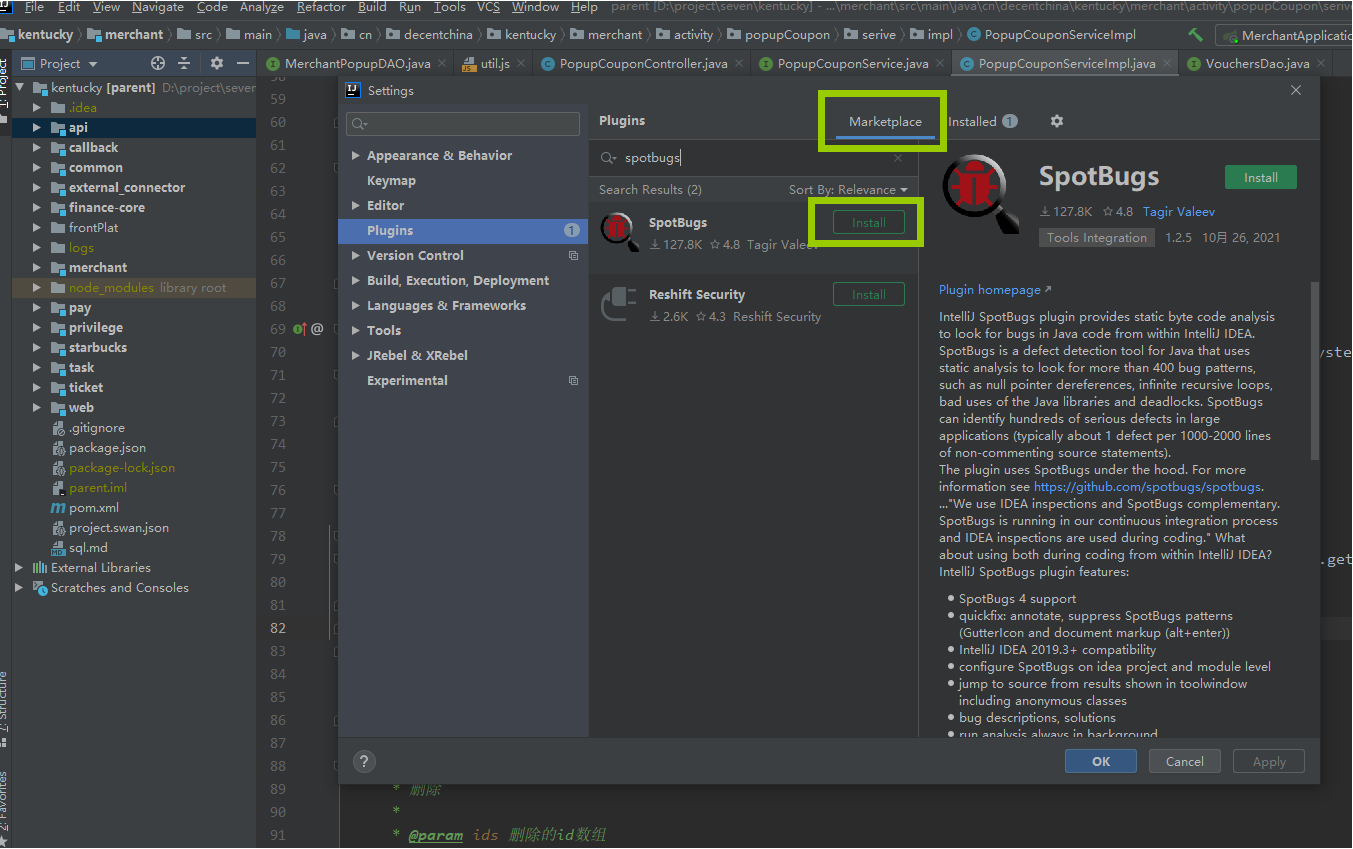 File Edit View Navigate Code Analyze Refactor Build Run Tools VCS Window Help parent [D:\project\seven\kentucky] - ...\merchant\src\main\java\cn\decentchina\kentucky\merchant\activity\popupCoupon\serive
kentucky merchant src main java cn decentchina kentucky merchant activity popupCoupon serive impl PopupCouponServiceImpl MerchantApplicatio
Project MerchantPopupDAO.java util.js PopupCouponController.java PopupCouponService.java PopupCouponServiceImpl.java VouchersDao.java
1: Project
kentucky [parent] D:\project\seven
.idea
api
callback
common
external_connector
finance-core
frontPlat
logs
merchant
node_modules library root
pay
privilege
starbucks
task
ticket
web
.gitignore
package.json
package-lock.json
parent.iml
pom.xml
project.swan.json
sql.md
External Libraries
Scratches and Consoles
7: Structure
2: Favorites
59
60
61
62
63
64
65
66
67
68
69 @
70
71
72
73
74
75
76
77
78
79
80
81
82
83
84
85
86
87
88
89 * 删除
90 *
91 * @param ids 删除的id数组
yste
.get
Settings
Appearance & Behavior
Keymap
Editor
Plugins 1
Version Control
Build, Execution, Deployment
Languages & Frameworks
Tools
JRebel & XRebel
Experimental
Plugins Marketplace Installed 1
spotbugs
Search Results (2) Sort By: Relevance
SpotBugs Install
127.8K 4.8 Tagir Valeev
Reshift Security Install
2.6K 4.3 Reshift Security
SpotBugs Install
127.8K 4.8 Tagir Valeev
Tools Integration 1.2.5 10月 26, 2021
Plugin homepage
IntelliJ SpotBugs plugin provides static byte code analysis
to look for bugs in Java code from within IntelliJ IDEA.
SpotBugs is a defect detection tool for Java that uses
static analysis to look for more than 400 bug patterns,
such as null pointer dereferences, infinite recursive loops,
bad uses of the Java libraries and deadlocks. SpotBugs
can identify hundreds of serious defects in large
applications (typically about 1 defect per 1000-2000 lines
of non-commenting source statements).
The plugin uses SpotBugs under the hood. For more
information see https://github.com/spotbugs/spotbugs.
..."We use IDEA inspections and SpotBugs complementary.
SpotBugs is running in our continuous integration process
and IDEA inspections are used during coding." What
about using both during coding from within IntelliJ IDEA?
IntelliJ SpotBugs plugin features:
SpotBugs 4 support
quickfix: annotate, suppress SpotBugs patterns
(GutterIcon and document markup (alt+enter))
IntelliJ IDEA 2019.3+ compatibility
configure SpotBugs on idea project and module level
jump to source from results shown in toolwindow
including anonymous classes
bug descriptions, solutions
run analysis always in background
? OK Cancel Apply